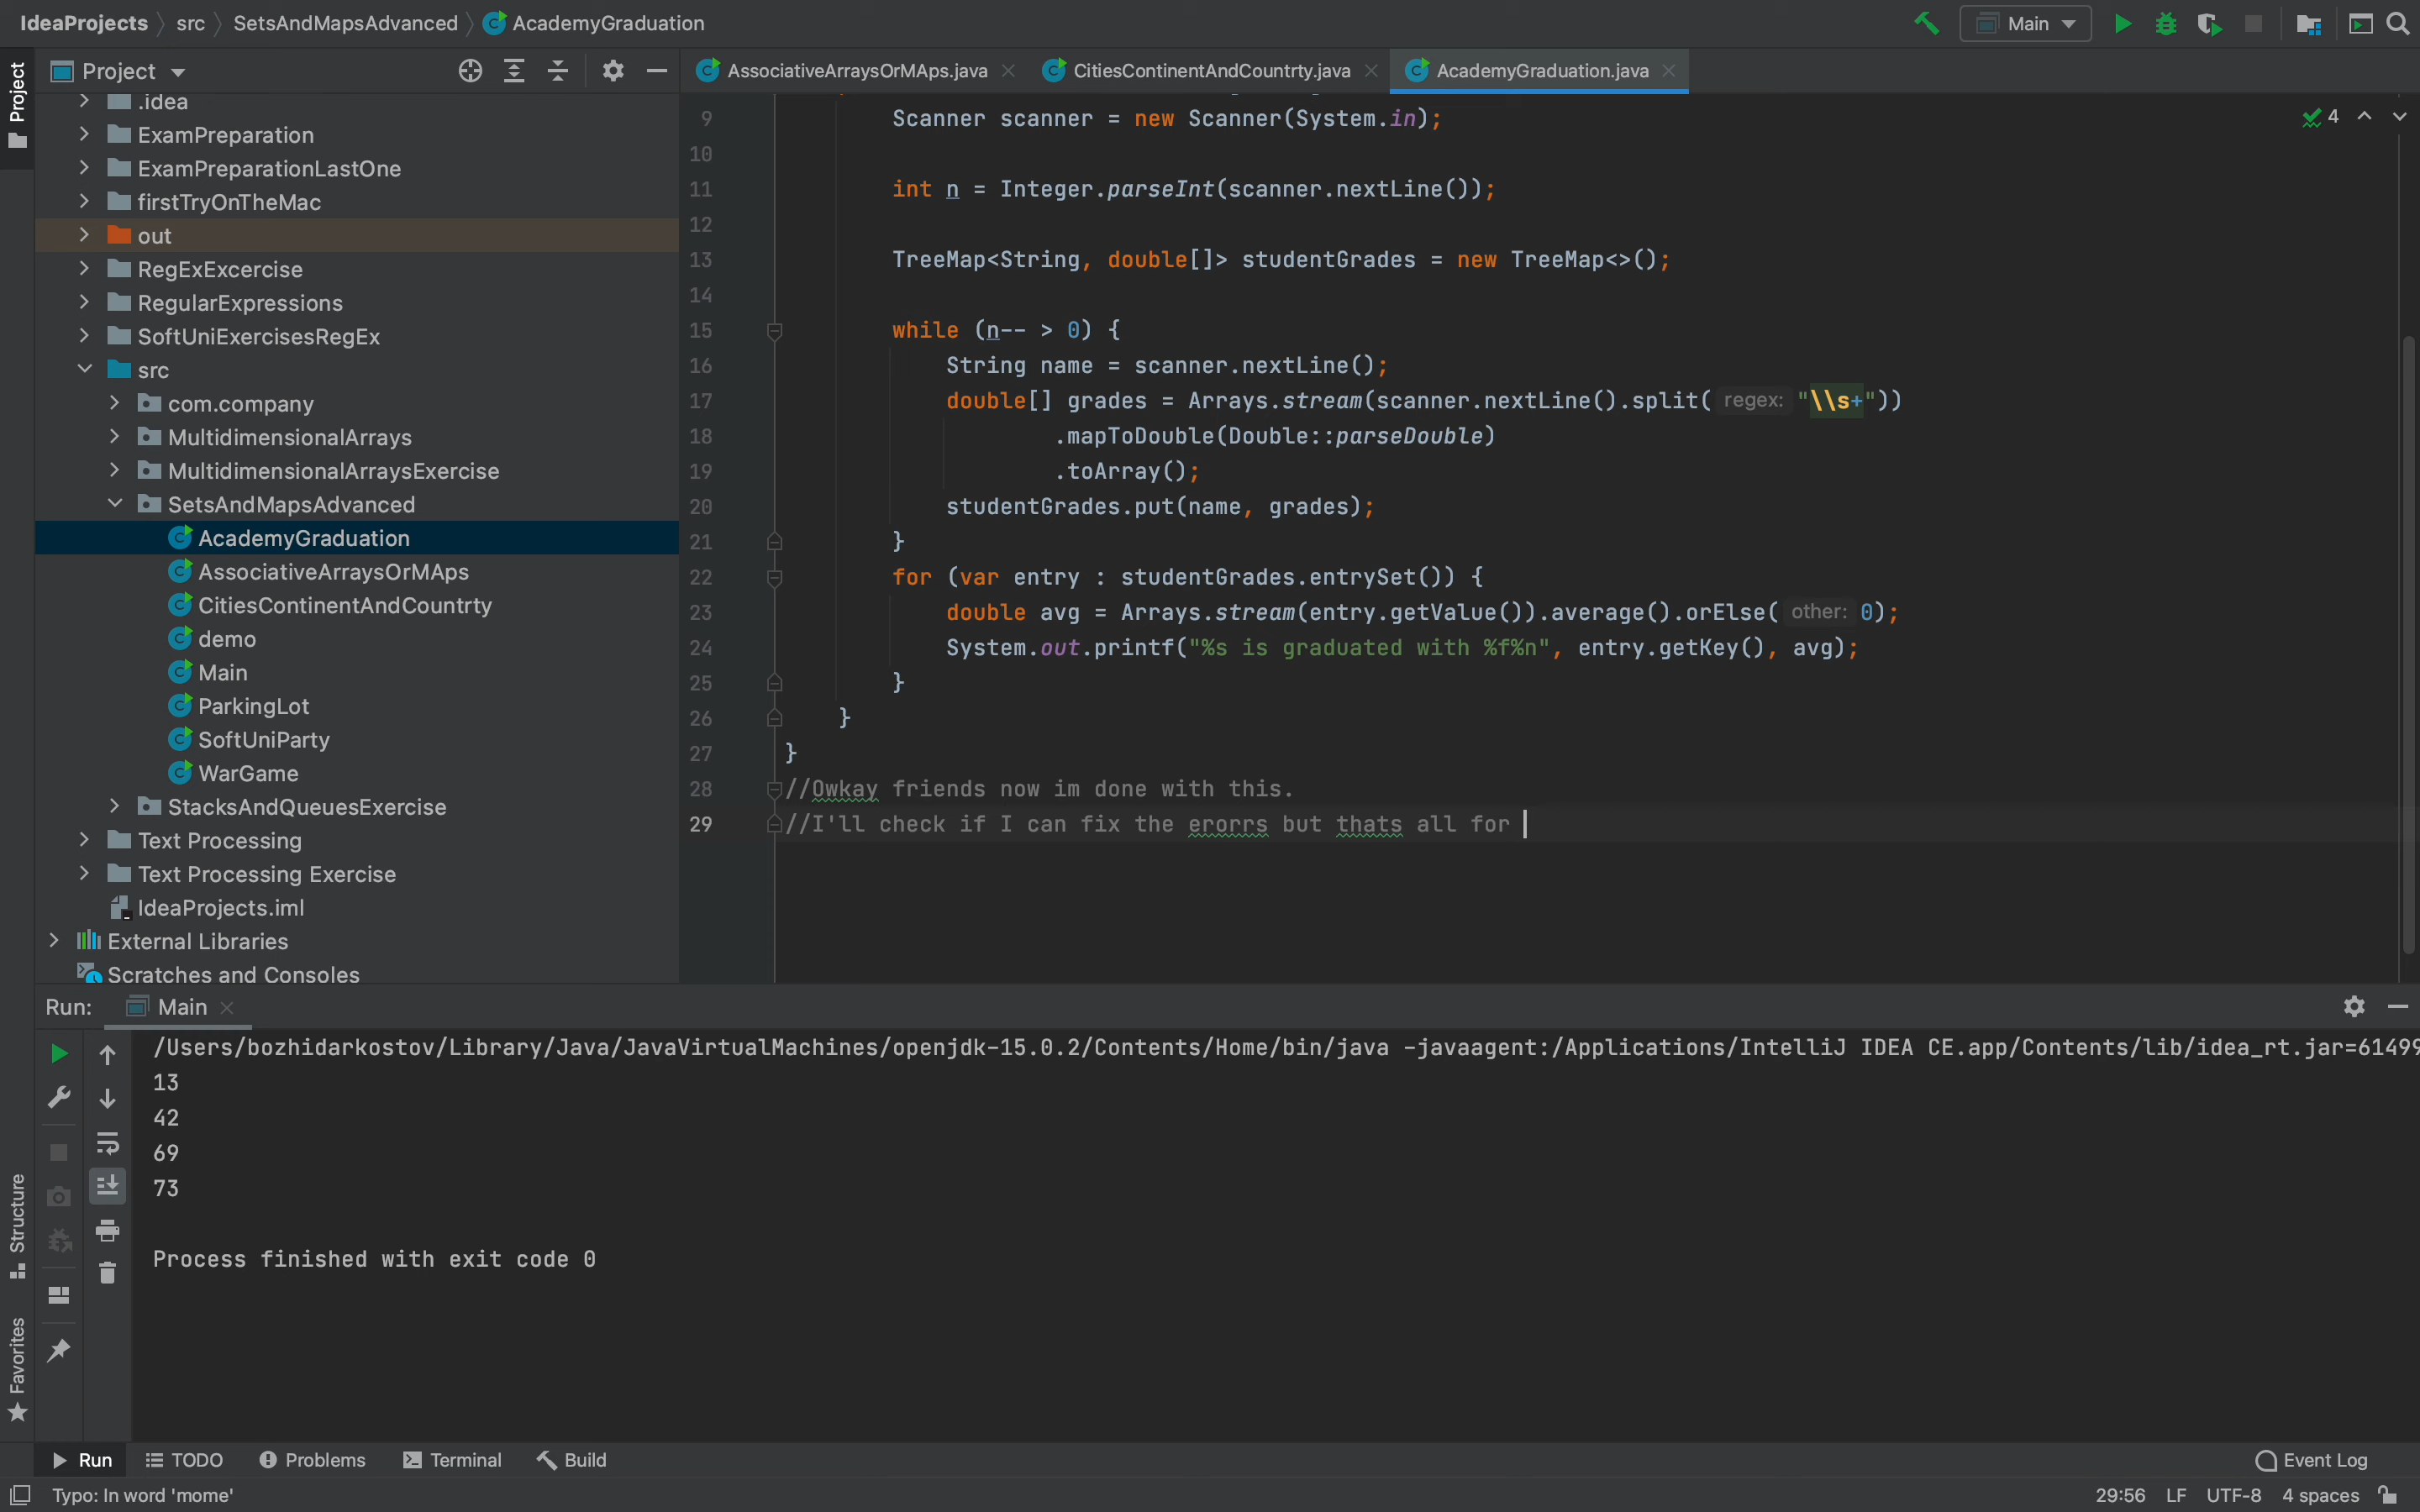 IdeaProjects src SetsAndMapsAdvanced AcademyGraduation Main
Project
Project
AssociativeArraysOrMAps.java
CitiesContinentAndCountrty.java
AcademyGraduation.java
.idea
ExamPreparation
ExamPreparationLastOne
firstTryOnTheMac
out
RegExExcercise
RegularExpressions
SoftUniExercisesRegEx
src
com.company
MultidimensionalArrays
MultidimensionalArraysExercise
SetsAndMapsAdvanced
AcademyGraduation
AssociativeArraysOrMAps
CitiesContinentAndCountrty
demo
Main
ParkingLot
SoftUniParty
WarGame
StacksAndQueuesExercise
Text Processing
Text Processing Exercise
IdeaProjects.iml
External Libraries
Scratches and Consoles
4
9 Scanner scanner = new Scanner(System.in);
10
11 int n = Integer.parseInt(scanner.nextLine());
12
13 TreeMap<String, double[]> studentGrades = new TreeMap<>();
14
15 while (n-- > 0) {
16 String name = scanner.nextLine();
17 double[] grades = Arrays.stream(scanner.nextLine().split( regex: "\\s+"))
18 .mapToDouble(Double::parseDouble)
19 .toArray();
20 studentGrades.put(name, grades);
21 }
22 for (var entry : studentGrades.entrySet()) {
23 double avg = Arrays.stream(entry.getValue()).average().orElse( other: 0);
24 System.out.printf("%s is graduated with %f%n", entry.getKey(), avg);
25 }
26 }
27 }
28 //Owkay friends now im done with this.
29 //I'll check if I can fix the erorrs but thats all for
Run: Main
/Users/bozhidarkostov/Library/Java/JavaVirtualMachines/openjdk-15.0.2/Contents/Home/bin/java -javaagent:/Applications/IntelliJ IDEA CE.app/Contents/lib/idea_rt.jar=61499
13
42
69
73
Process finished with exit code 0
Structure
Favorites
Run TODO Problems Terminal Build Event Log
Typo: In word 'mome' 29:56 LF UTF-8 4 spaces